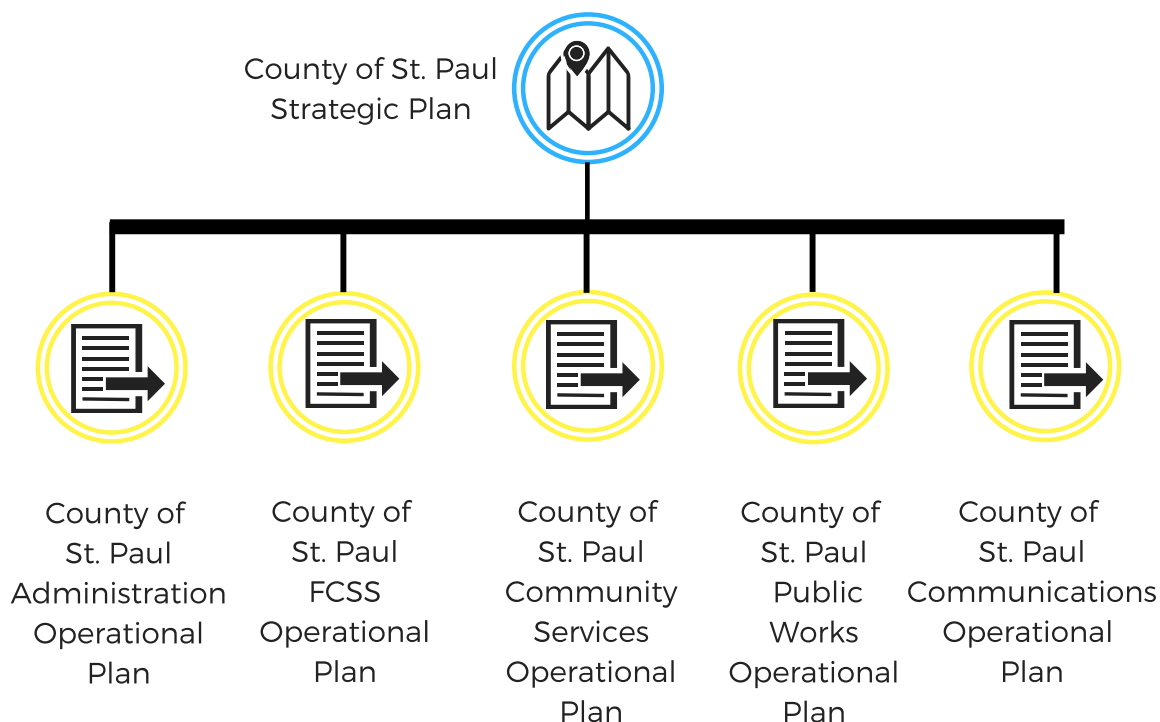 County of St. Paul
Strategic Plan
County of
St. Paul
Administration
Operational
Plan
County of
St. Paul
FCSS
Operational
Plan
County of
St. Paul
Community
Services
Operational
Plan
County of
St. Paul
Public
Works
Operational
Plan
County of
St. Paul
Communications
Operational
Plan